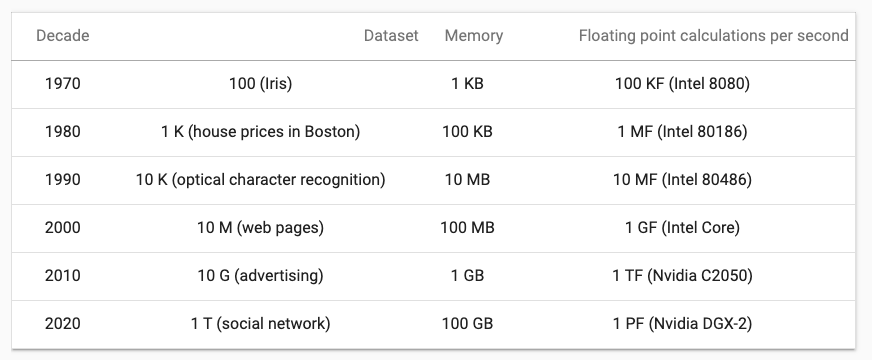 Decade Dataset Memory Floating point calculations per second
1970 100 (Iris) 1 KB 100 KF (Intel 8080)
1980 1 K (house prices in Boston) 100 KB 1 MF (Intel 80186)
1990 10 K (optical character recognition) 10 MB 10 MF (Intel 80486)
2000 10 M (web pages) 100 MB 1 GF (Intel Core)
2010 10 G (advertising) 1 GB 1 TF (Nvidia C2050)
2020 1 T (social network) 100 GB 1 PF (Nvidia DGX-2)